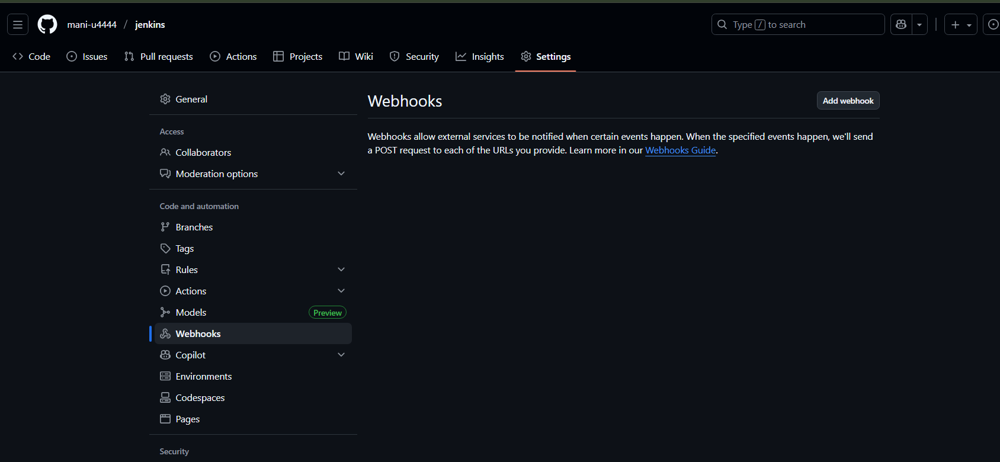 mani-u4444 / jenkins
Type / to search
Code Issues Pull requests Actions Projects Wiki Security Insights Settings
General
Access
Collaborators
Moderation options
Code and automation
Branches
Tags
Rules
Actions
Models Preview
Webhooks
Copilot
Environments
Codespaces
Pages
Security
Webhooks
Add webhook
Webhooks allow external services to be notified when certain events happen. When the specified events happen, we'll send
a POST request to each of the URLs you provide. Learn more in our Webhooks Guide.